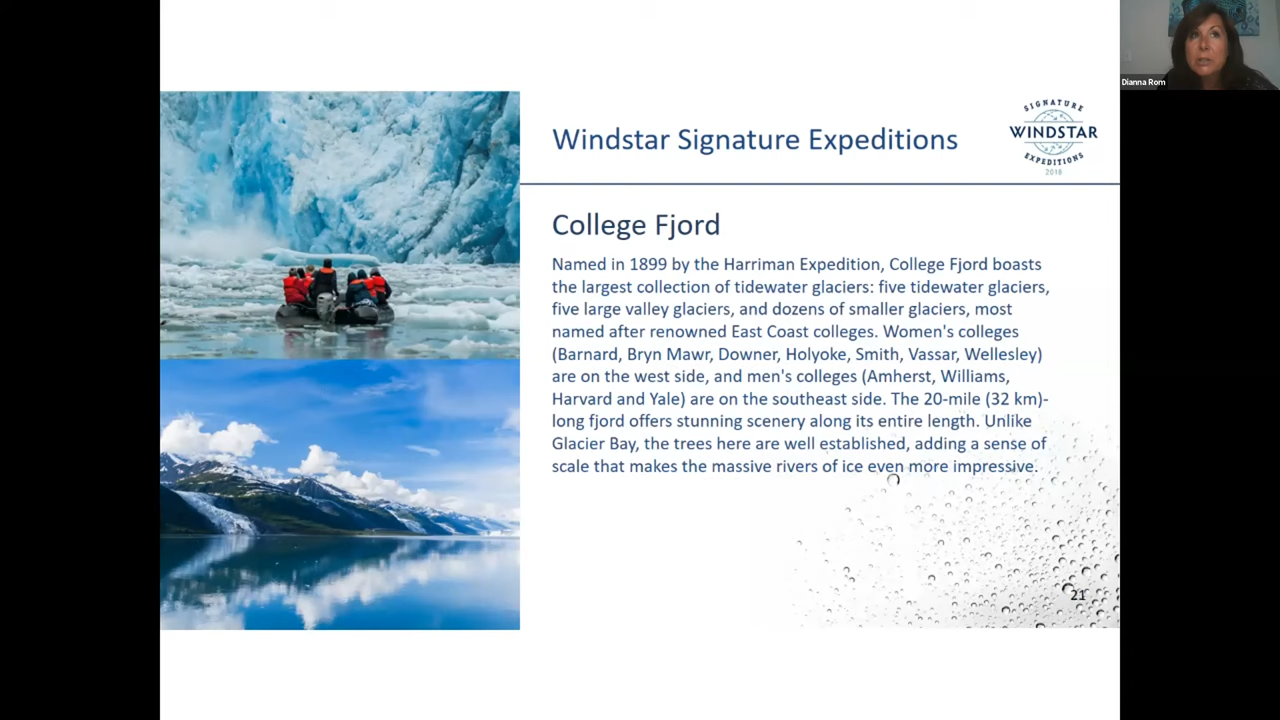 Dianna Rom
Windstar Signature Expeditions
SIGNATURE
WINDSTAR
EXPEDITIONS
2018
College Fjord
Named in 1899 by the Harriman Expedition, College Fjord boasts
the largest collection of tidewater glaciers: five tidewater glaciers,
five large valley glaciers, and dozens of smaller glaciers, most
named after renowned East Coast colleges. Women's colleges
(Barnard, Bryn Mawr, Downer, Holyoke, Smith, Vassar, Wellesley)
are on the west side, and men's colleges (Amherst, Williams,
Harvard and Yale) are on the southeast side. The 20-mile (32 km)-
long fjord offers stunning scenery along its entire length. Unlike
Glacier Bay, the trees here are well established, adding a sense of
scale that makes the massive rivers of ice even more impressive.
21